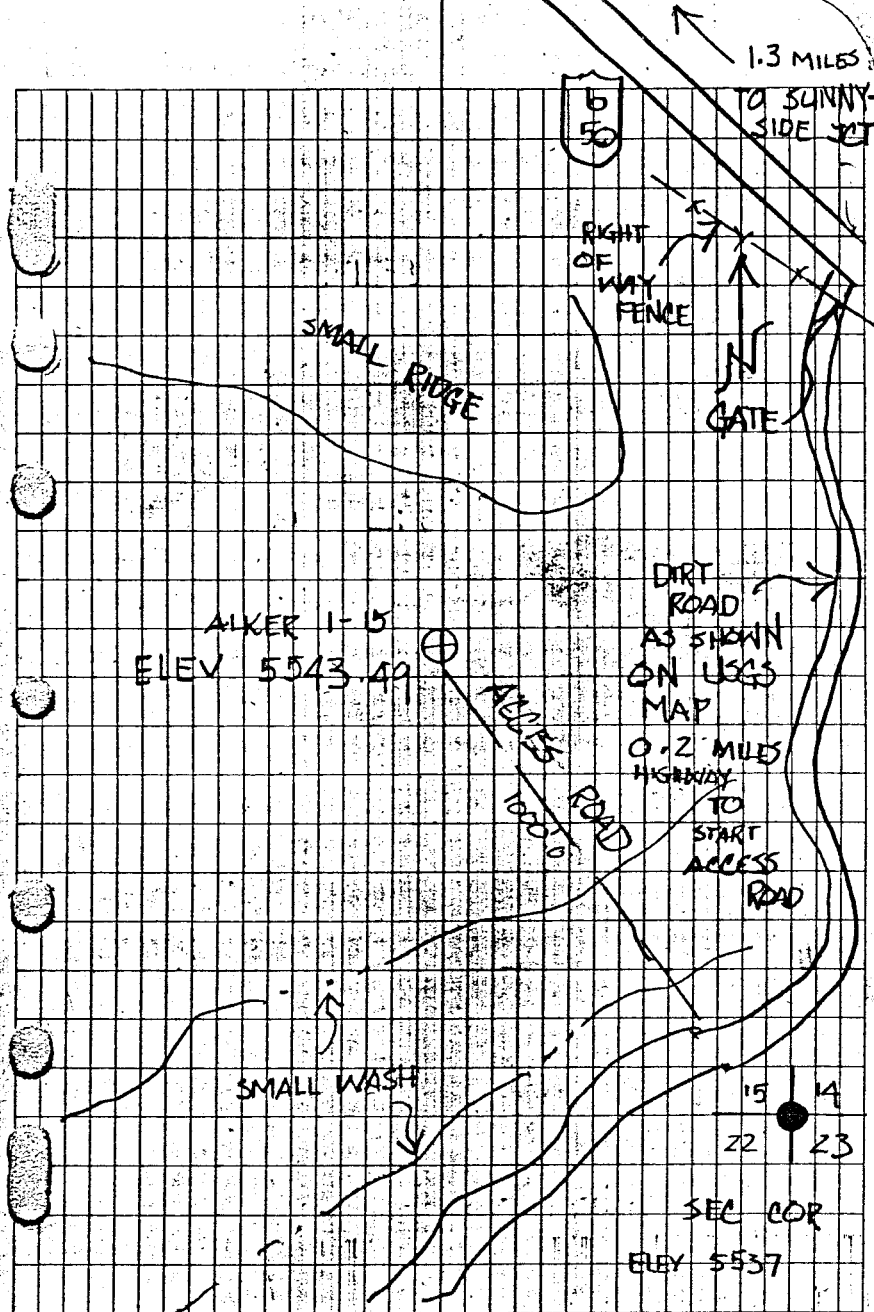 1.3 MILES
TO SUNNY-
SIDE JCT
6
50
RIGHT
OF
WAY
FENCE
x
x
N
GATE
SMALL RIDGE
DIRT
ROAD
AS SHOWN
ON USGS
MAP
0.2 MILES
HIGHWAY
TO
START
ACCESS
ROAD
ALKER 1-15
ELEV 5543.49
ACCESS ROAD
1000'
SMALL WASH
15 14
22 23
SEC COR
ELEV 5537